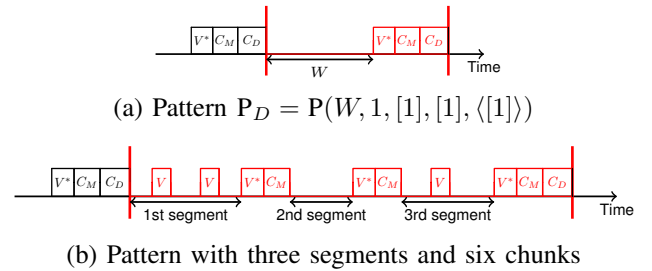 V* C_M C_D V* C_M C_D
W
Time
(a) Pattern P_D = P(W, 1, [1], [1], ⟨[1]⟩)
V* C_M C_D V V V* C_M V* C_M V V* C_M C_D
1st segment 2nd segment 3rd segment Time
(b) Pattern with three segments and six chunks